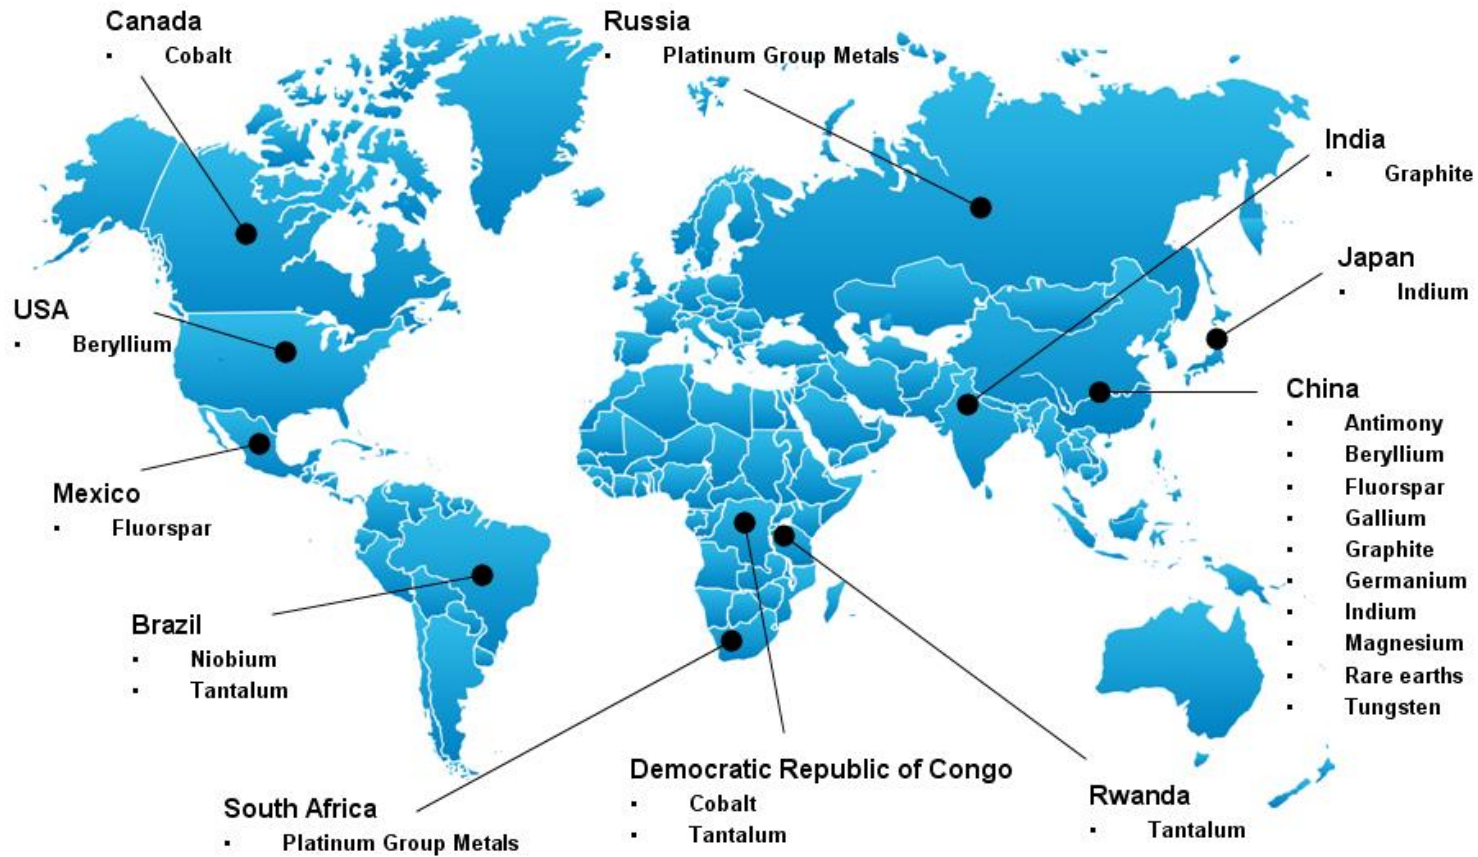 Canada
▪ Cobalt
Russia
▪ Platinum Group Metals
India
▪ Graphite
Japan
▪ Indium
USA
▪ Beryllium
China
▪ Antimony
▪ Beryllium
▪ Fluorspar
▪ Gallium
▪ Graphite
▪ Germanium
▪ Indium
▪ Magnesium
▪ Rare earths
▪ Tungsten
Mexico
▪ Fluorspar
Brazil
▪ Niobium
▪ Tantalum
South Africa
▪ Platinum Group Metals
Democratic Republic of Congo
▪ Cobalt
▪ Tantalum
Rwanda
▪ Tantalum